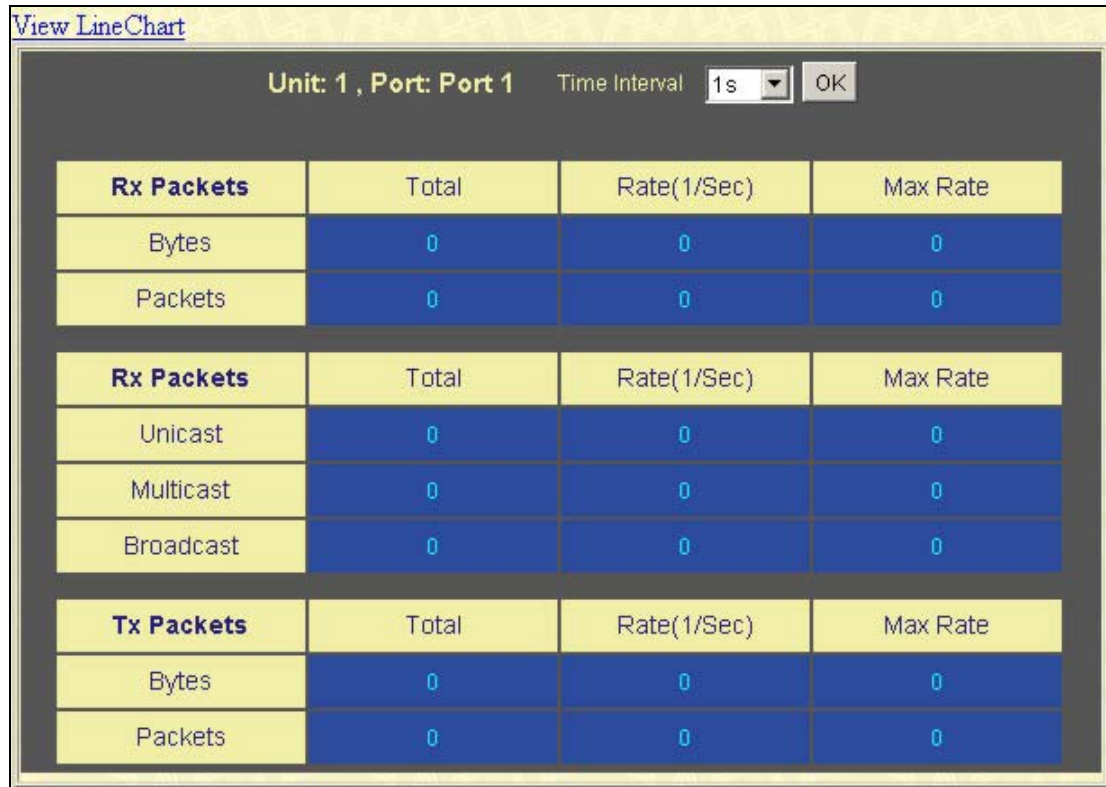 View LineChart
Unit: 1 , Port: Port 1 Time Interval 1s OK
Rx Packets Total Rate(1/Sec) Max Rate
Bytes 0 0 0
Packets 0 0 0
Rx Packets Total Rate(1/Sec) Max Rate
Unicast 0 0 0
Multicast 0 0 0
Broadcast 0 0 0
Tx Packets Total Rate(1/Sec) Max Rate
Bytes 0 0 0
Packets 0 0 0